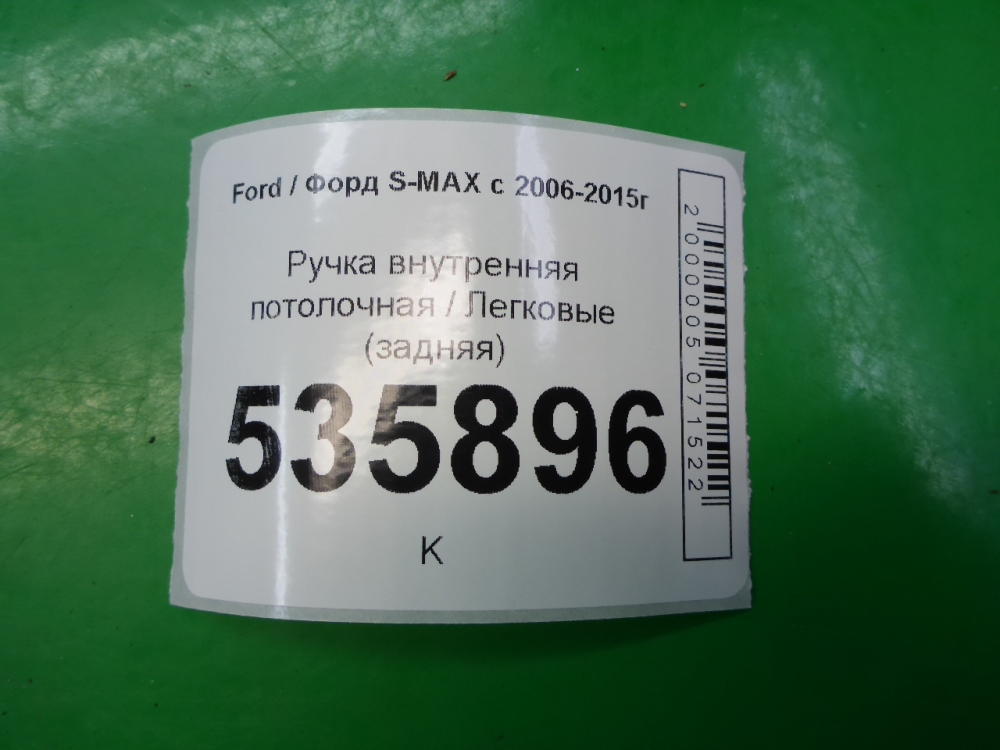 Ford / Форд S-MAX с 2006-2015г
Ручка внутренняя
потолочная / Легковые
(задняя)
535896
К
2000005071522